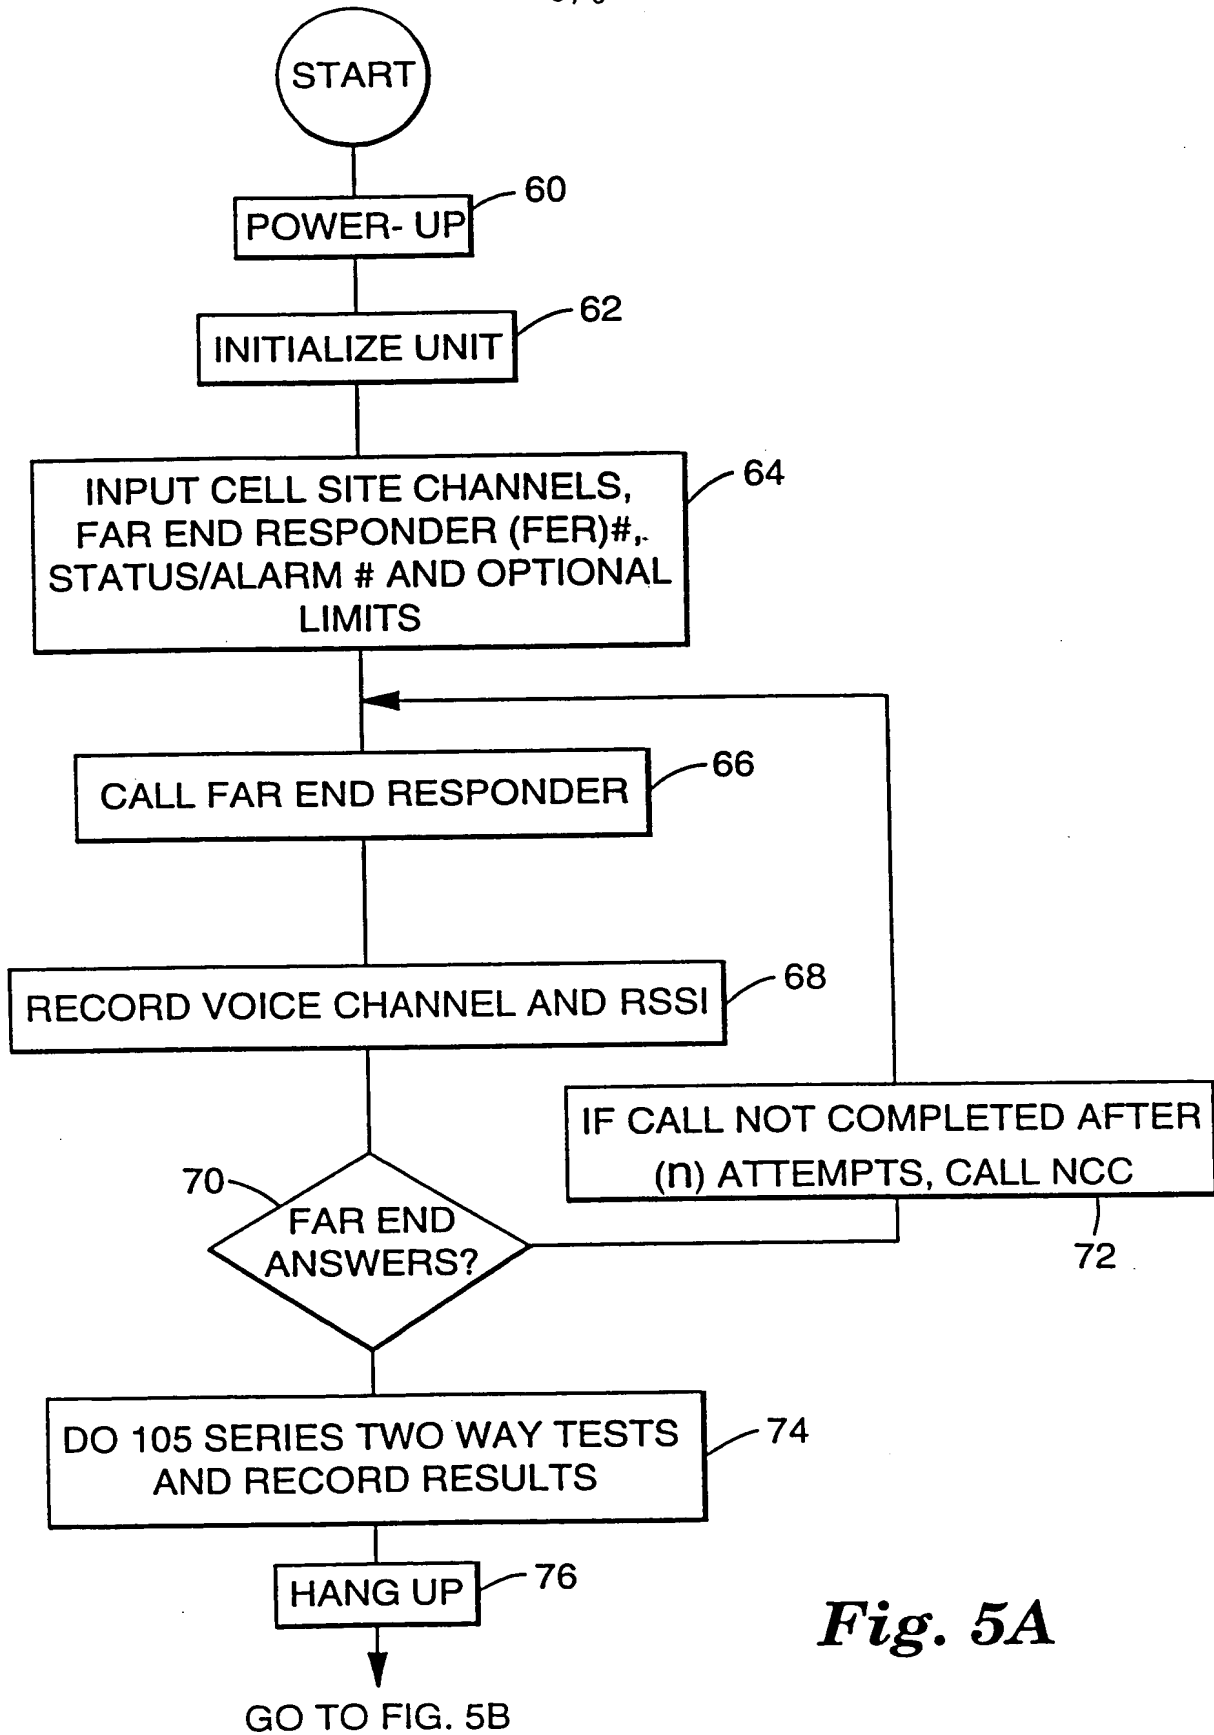 START
60
POWER- UP
62
INITIALIZE UNIT
64
INPUT CELL SITE CHANNELS,
FAR END RESPONDER (FER)#,
STATUS/ALARM # AND OPTIONAL
LIMITS
66
CALL FAR END RESPONDER
68
RECORD VOICE CHANNEL AND RSSI
IF CALL NOT COMPLETED AFTER
(n) ATTEMPTS, CALL NCC
72
70
FAR END
ANSWERS?
74
DO 105 SERIES TWO WAY TESTS
AND RECORD RESULTS
76
HANG UP
Fig. 5A
GO TO FIG. 5B